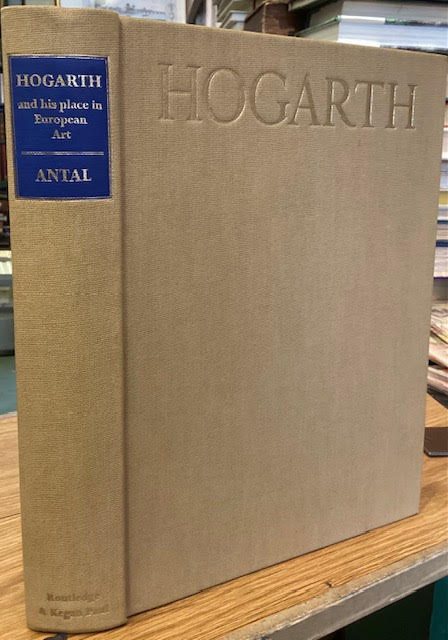 HOGARTH
and his place in
European
Art
ANTAL
Routledge
& Kegan Paul
HOGARTH